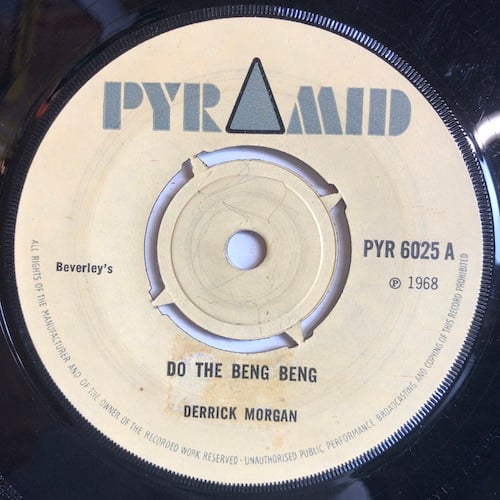 PYRAMID
Beverley's
PYR 6025 A
℗ 1968
DO THE BENG BENG
DERRICK MORGAN
ALL RIGHTS OF THE MANUFACTURER AND OF THE OWNER OF THE RECORDED WORK RESERVED · UNAUTHORISED PUBLIC PERFORMANCE BROADCASTING AND COPYING OF THIS RECORD PROHIBITED